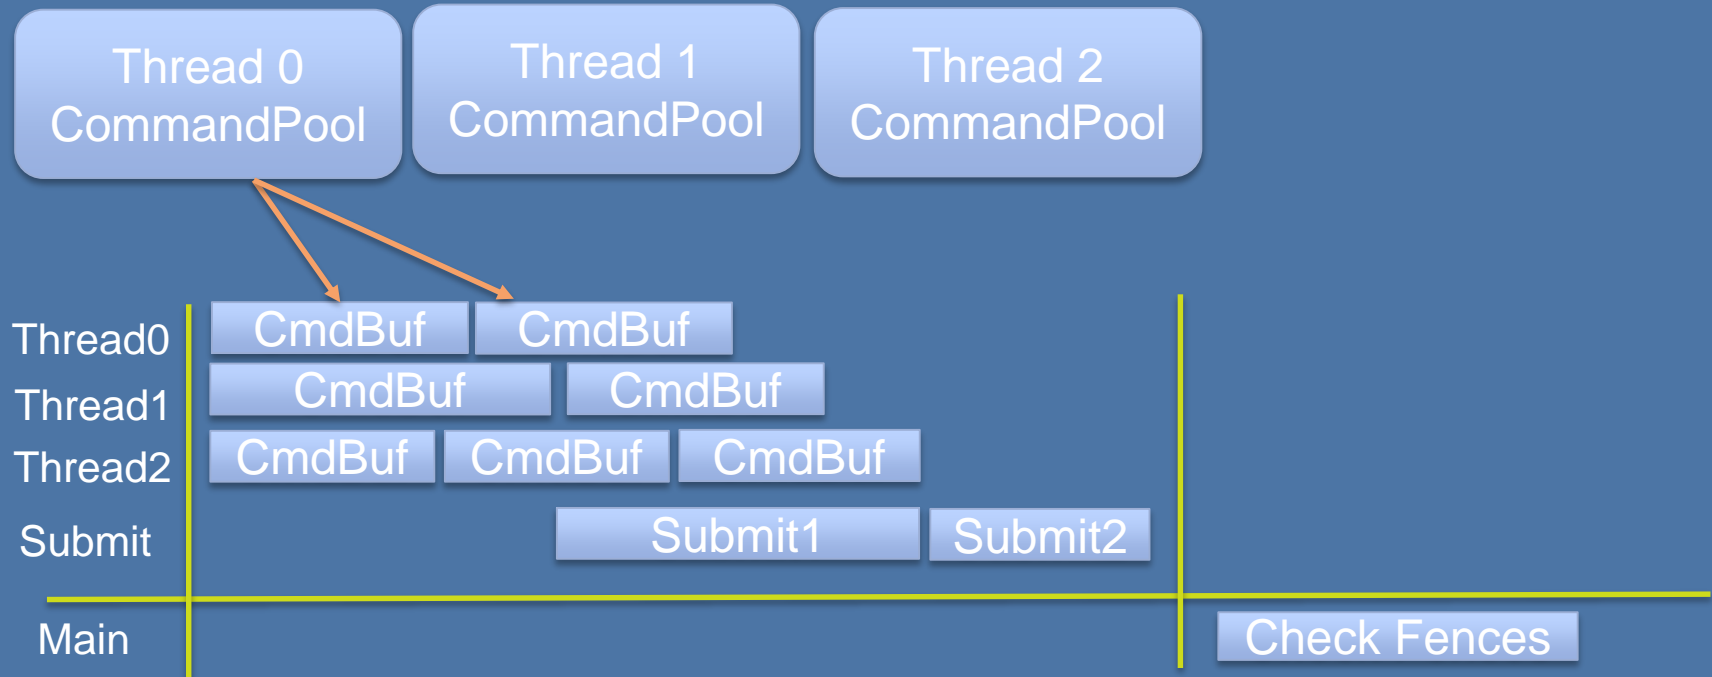 Thread 0
CommandPool
Thread 1
CommandPool
Thread 2
CommandPool
Thread0
CmdBuf
CmdBuf
Thread1
CmdBuf
CmdBuf
Thread2
CmdBuf
CmdBuf
CmdBuf
Submit
Submit1
Submit2
Main
Check Fences